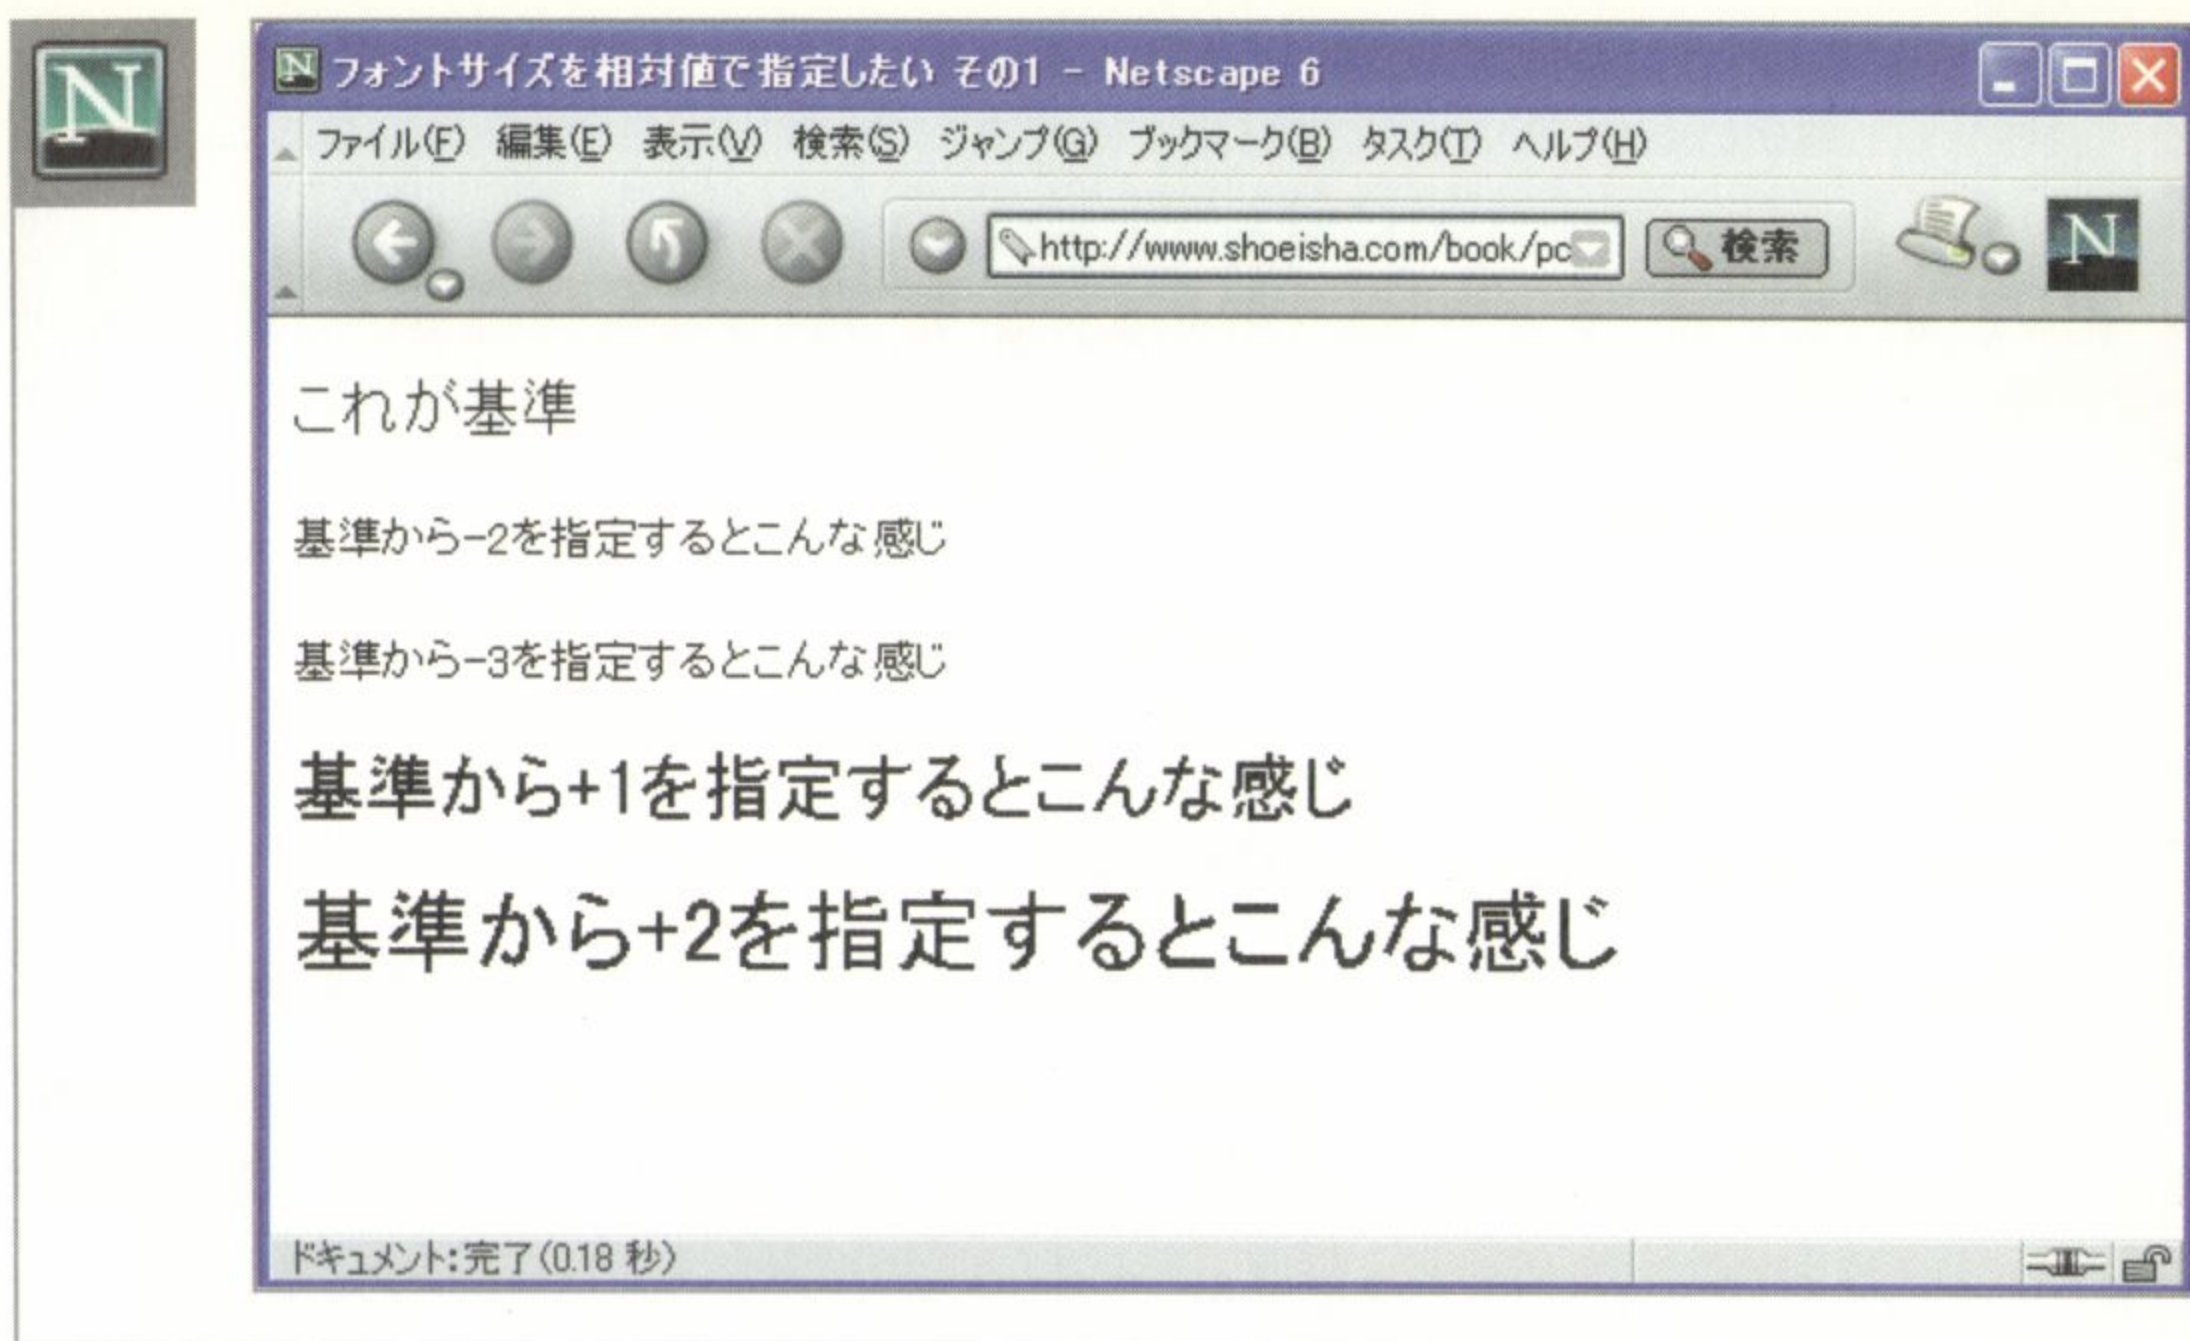 N
フォントサイズを相対値で指定したい その1 - Netscape 6
ファイル(F) 編集(E) 表示(V) 検索(S) ジャンプ(G) ブックマーク(B) タスク(T) ヘルプ(H)
http://www.shoeisha.com/book/pc 検索 N
これが基準
基準から-2を指定するとこんな感じ
基準から-3を指定するとこんな感じ
基準から+1を指定するとこんな感じ
基準から+2を指定するとこんな感じ
ドキュメント:完了(0.18 秒)